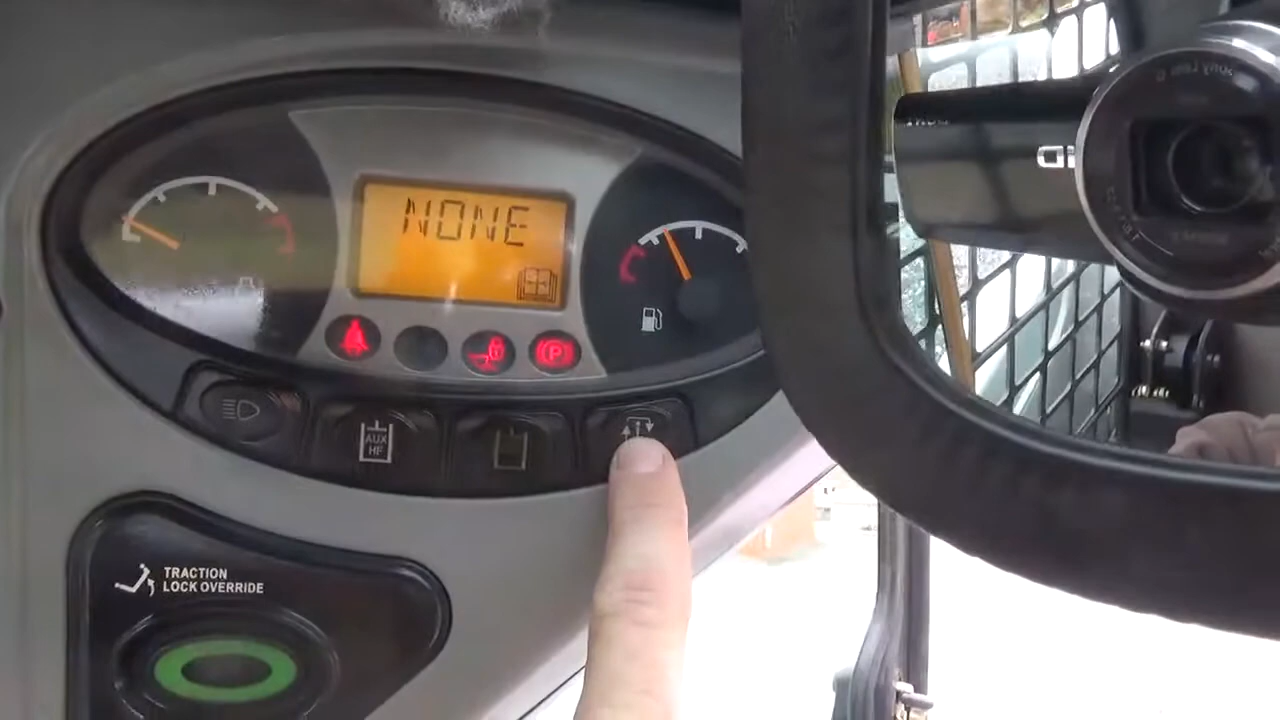 NONE
P
AUX
HF
TRACTION
LOCK OVERRIDE